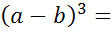 (a − b)³ =